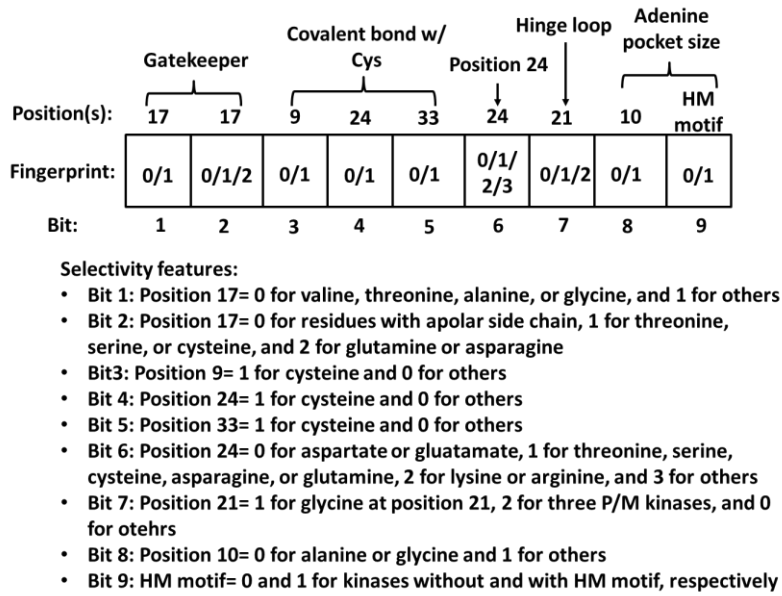 Gatekeeper
Covalent bond w/
Cys
Position 24
Hinge loop
Adenine
pocket size
Position(s): 17 17 9 24 33 24 21 10 HM
motif
Fingerprint: 0/1 0/1/2 0/1 0/1 0/1 0/1/
2/3 0/1/2 0/1 0/1
Bit: 1 2 3 4 5 6 7 8 9
Selectivity features:
• Bit 1: Position 17= 0 for valine, threonine, alanine, or glycine, and 1 for others
• Bit 2: Position 17= 0 for residues with apolar side chain, 1 for threonine,
serine, or cysteine, and 2 for glutamine or asparagine
• Bit3: Position 9= 1 for cysteine and 0 for others
• Bit 4: Position 24= 1 for cysteine and 0 for others
• Bit 5: Position 33= 1 for cysteine and 0 for others
• Bit 6: Position 24= 0 for aspartate or gluatamate, 1 for threonine, serine,
cysteine, asparagine, or glutamine, 2 for lysine or arginine, and 3 for others
• Bit 7: Position 21= 1 for glycine at position 21, 2 for three P/M kinases, and 0
for otehrs
• Bit 8: Position 10= 0 for alanine or glycine and 1 for others
• Bit 9: HM motif= 0 and 1 for kinases without and with HM motif, respectively